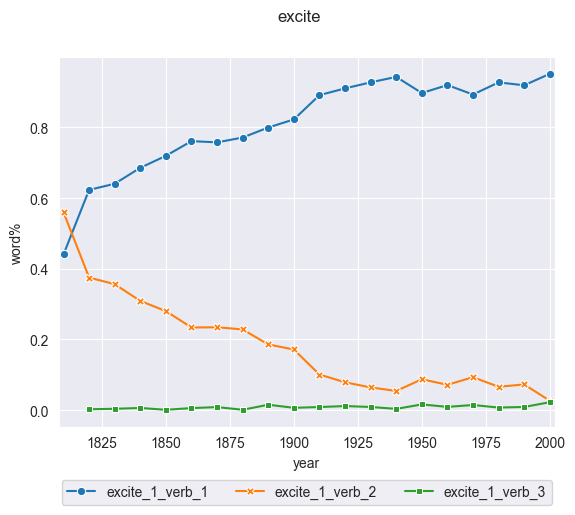 excite
word%
0.8
0.6
0.4
0.2
0.0
1825 1850 1875 1900 1925 1950 1975 2000
year
excite_1_verb_1 excite_1_verb_2 excite_1_verb_3